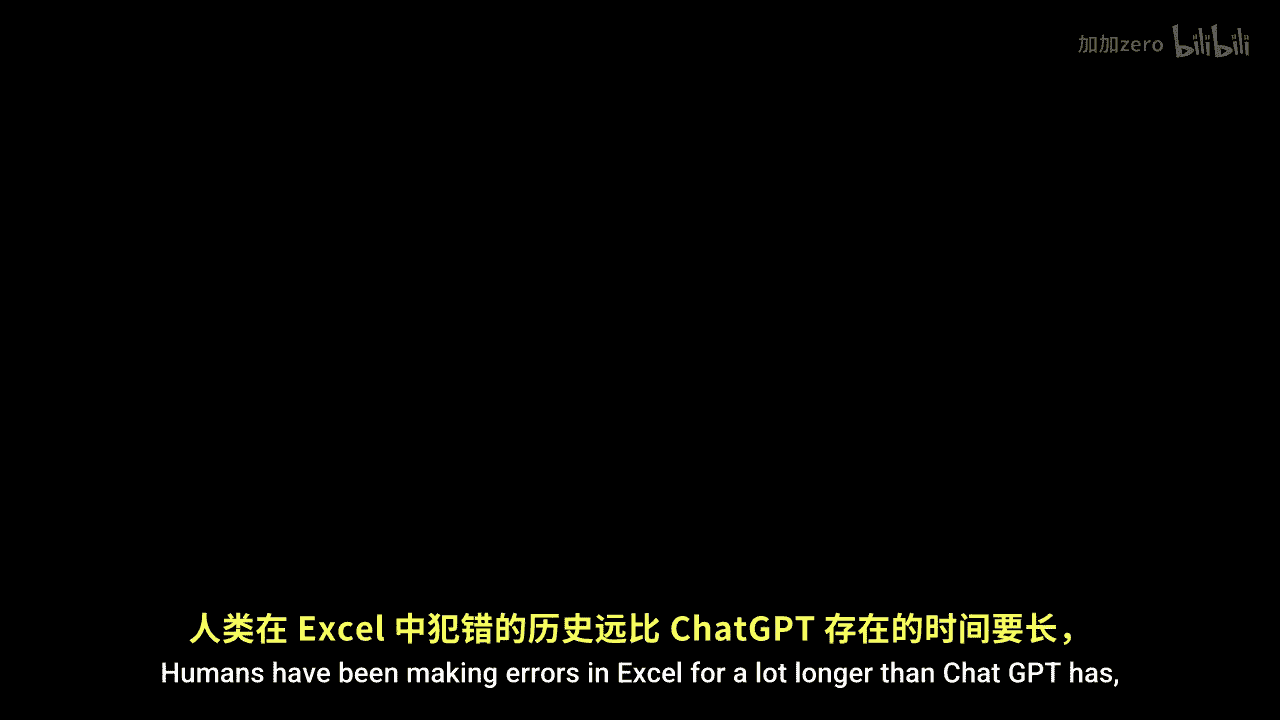 加加zero bilibili
人类在 Excel 中犯错的历史远比 ChatGPT 存在的时间要长，
Humans have been making errors in Excel for a lot longer than Chat GPT has,